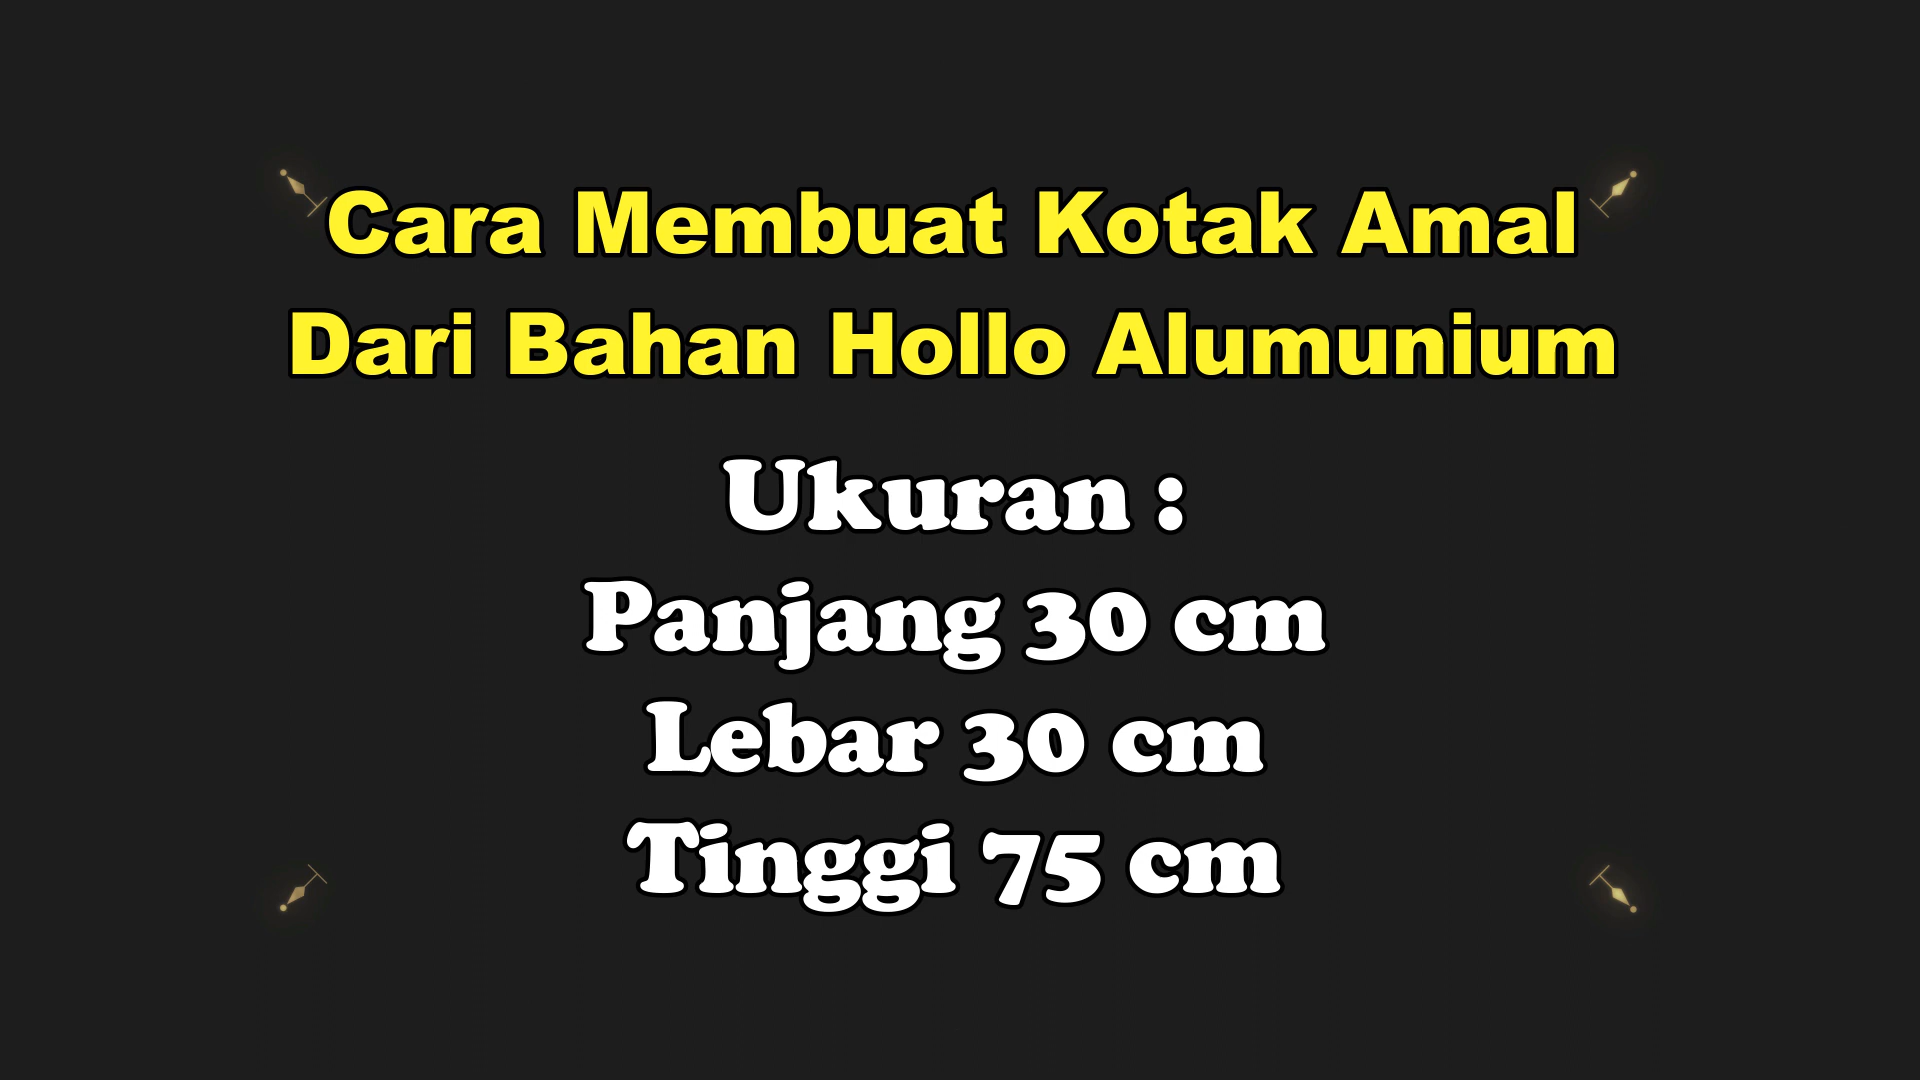 Cara Membuat Kotak Amal
Dari Bahan Hollo Alumunium
Ukuran :
Panjang 30 cm
Lebar 30 cm
Tinggi 75 cm